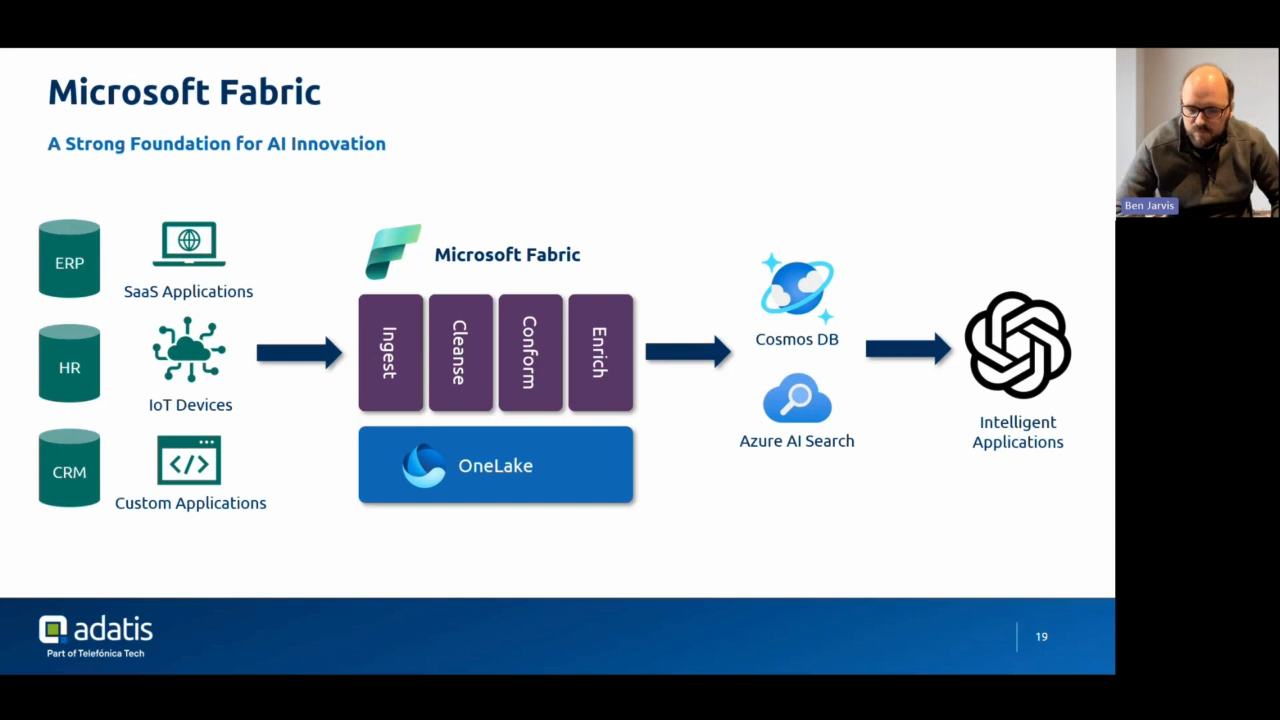 Microsoft Fabric
A Strong Foundation for AI Innovation
ERP
SaaS Applications
HR
IoT Devices
CRM
Custom Applications
Microsoft Fabric
Ingest
Cleanse
Conform
Enrich
OneLake
Cosmos DB
Azure AI Search
Intelligent
Applications
adatis
Part of Telefónica Tech
19
Ben Jarvis